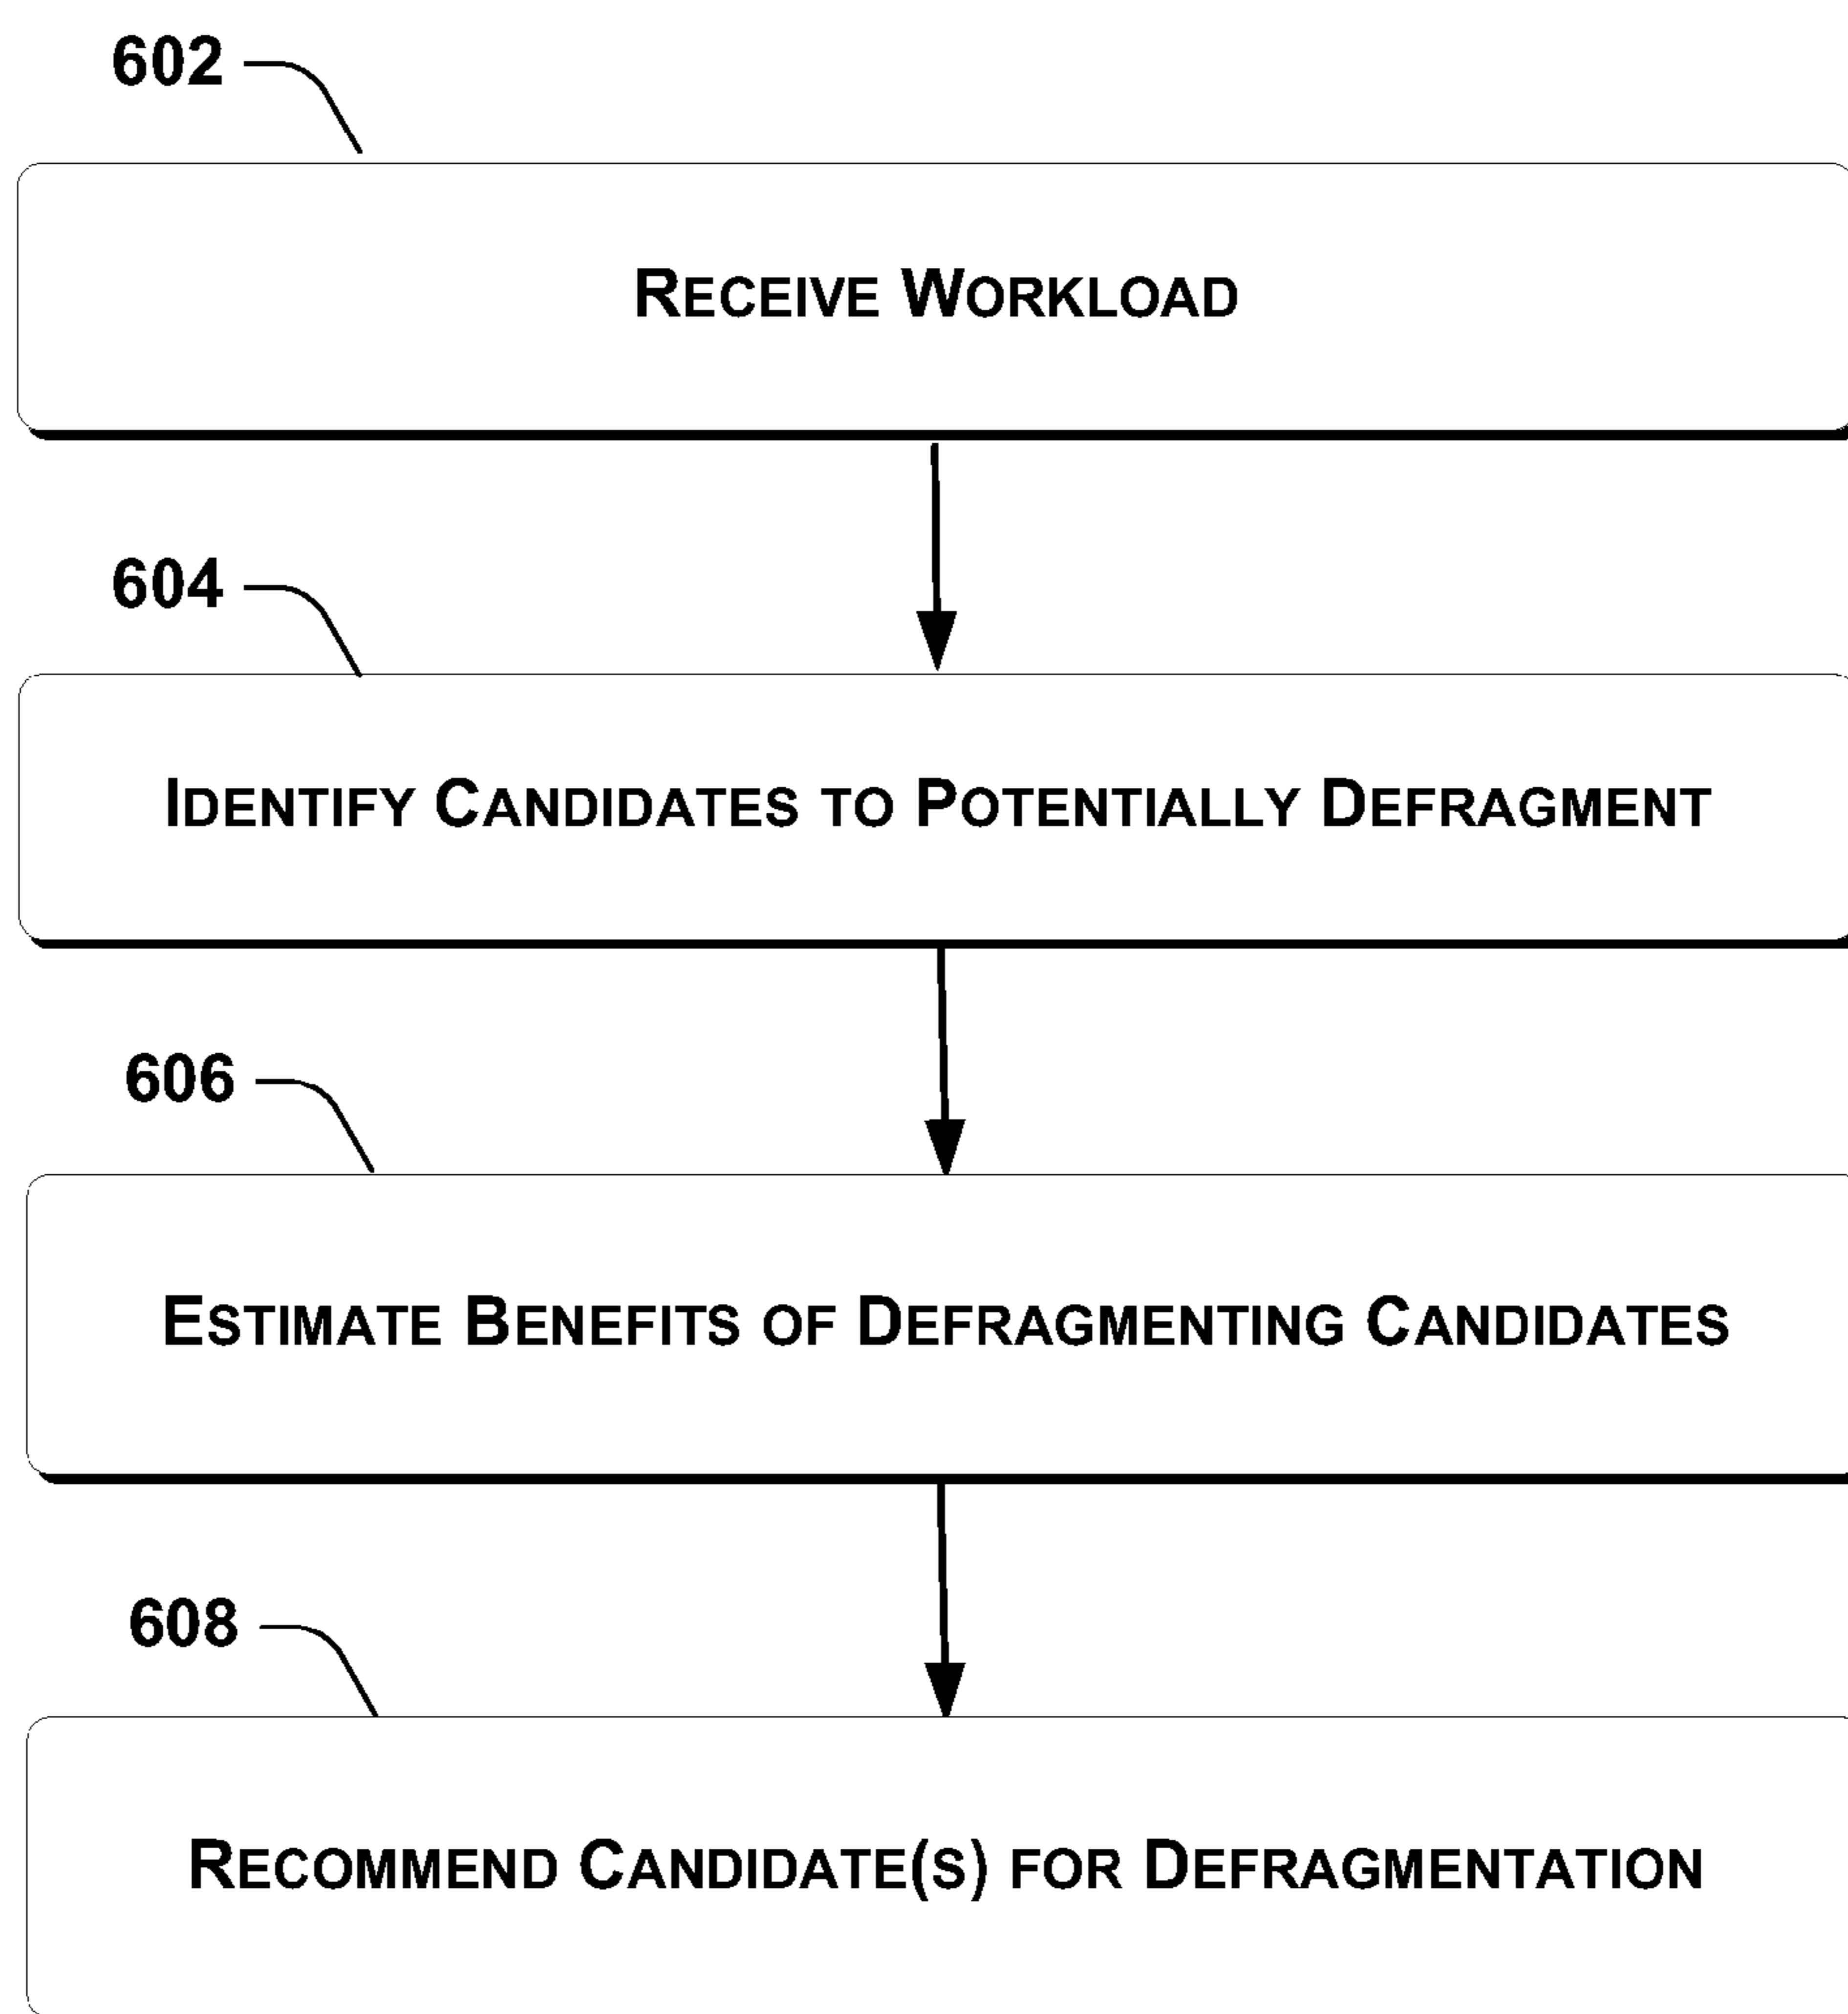 602
RECEIVE WORKLOAD
604
IDENTIFY CANDIDATES TO POTENTIALLY DEFRAGMENT
606
ESTIMATE BENEFITS OF DEFRAGMENTING CANDIDATES
608
RECOMMEND CANDIDATE(S) FOR DEFRAGMENTATION